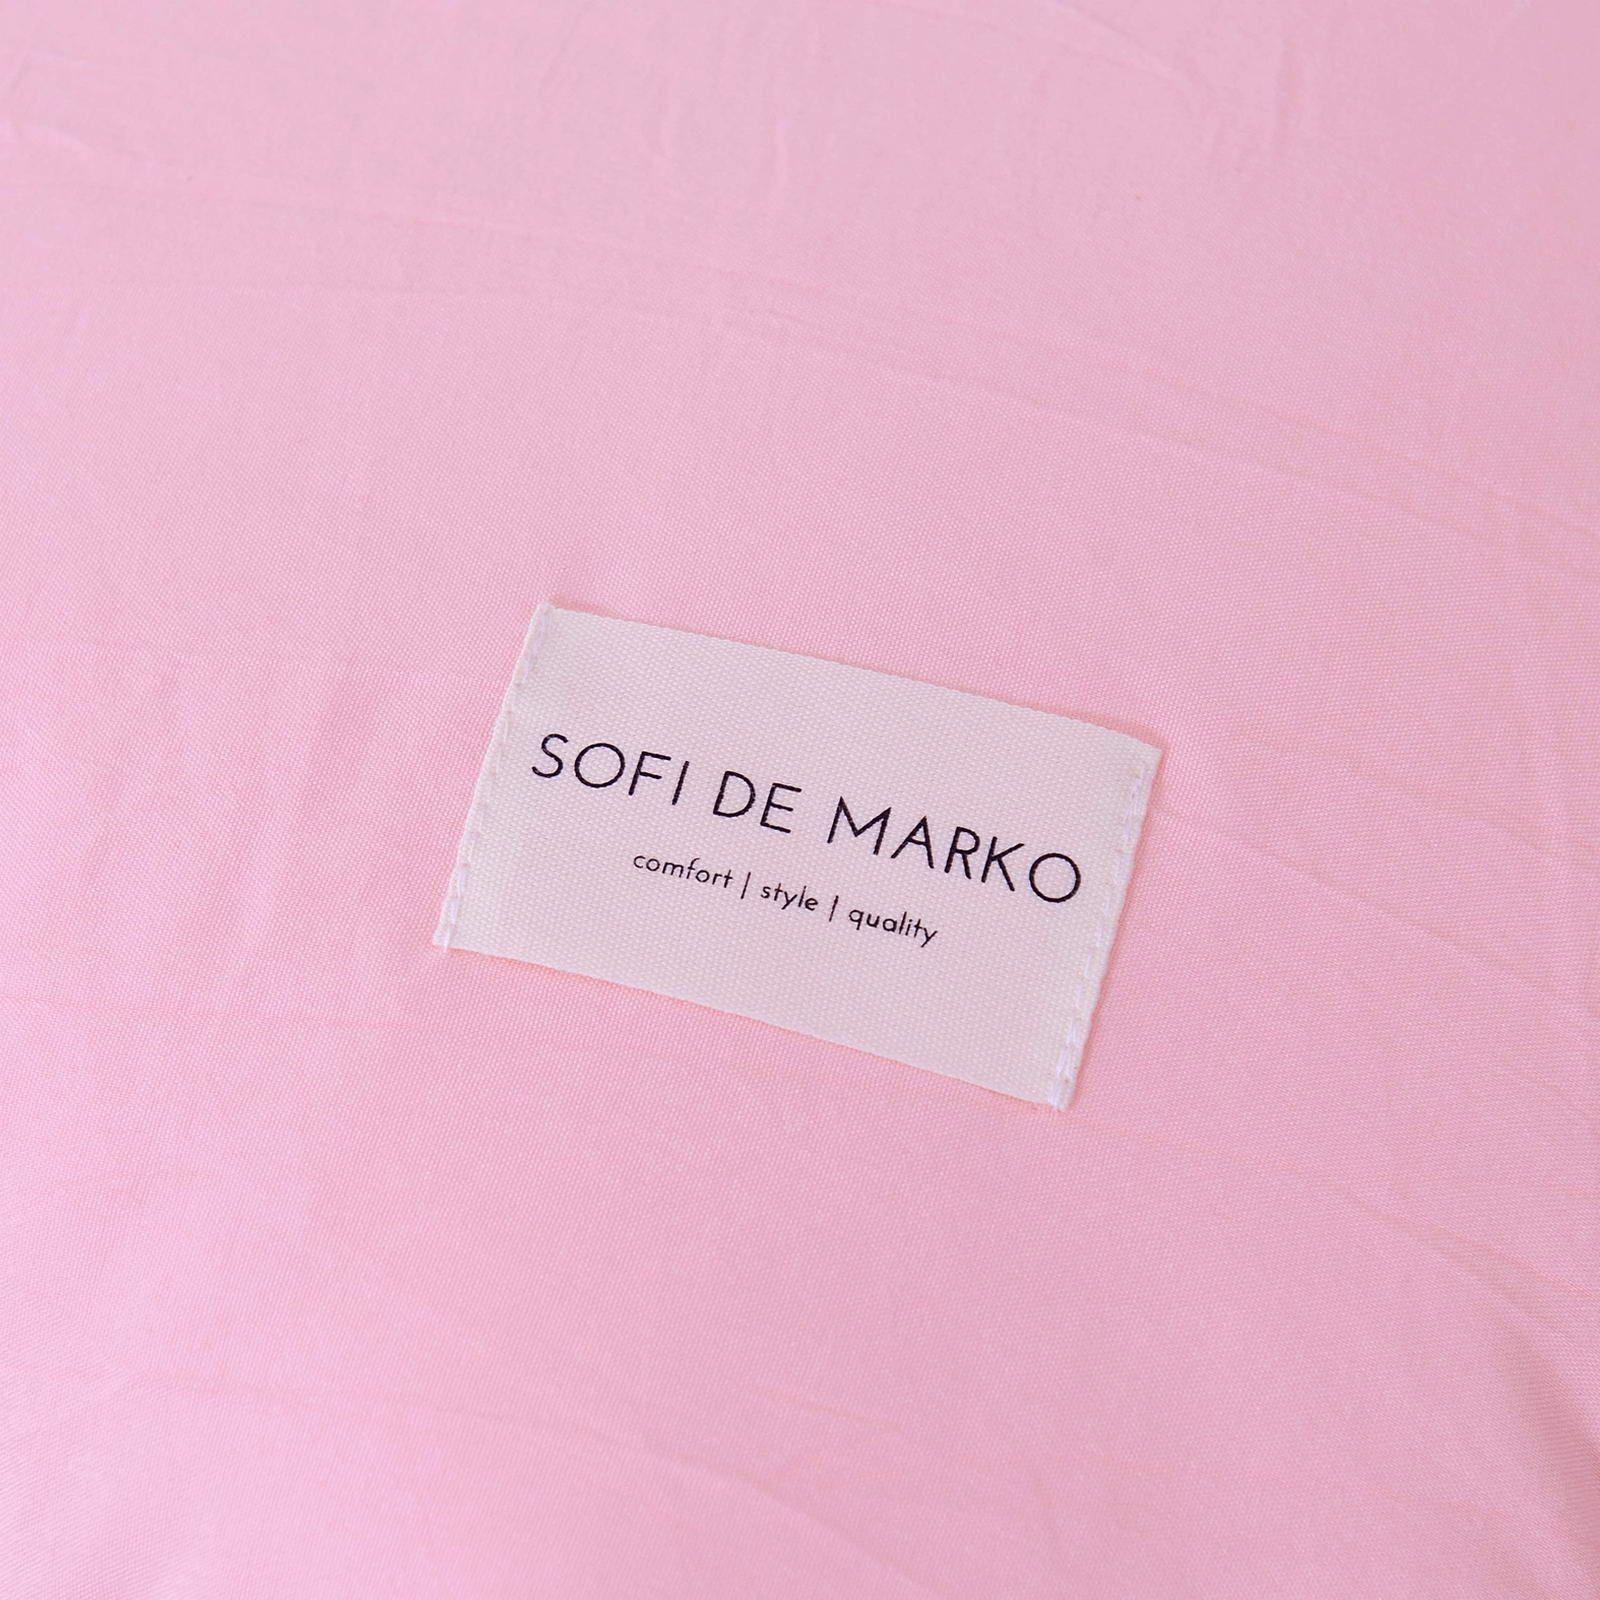 SOFI DE MARKO
comfort | style | quality